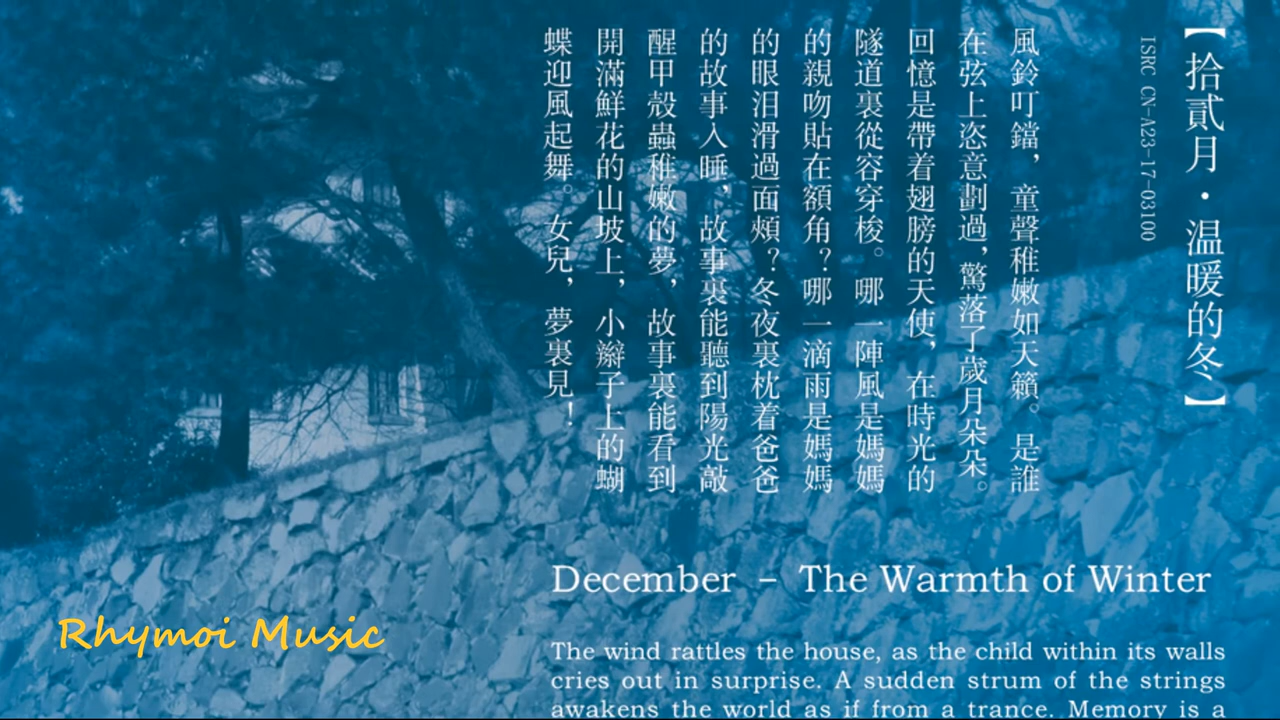 【拾貳月·温暖的冬】
ISRC CN-A23-17-03100
風鈴叮鐺，童聲稚嫩如天籟。是誰
在弦上恣意劃過，驚落了歲月朵朵。
回憶是帶着翅膀的天使，在時光的
隧道裏從容穿梭。哪一陣風是媽媽
的親吻貼在額角？哪一滴雨是媽媽
的眼泪滑過面頰？冬夜裏枕着爸爸
的故事入睡，故事裏能聽到陽光敲
醒甲殼蟲稚嫩的夢，故事裏能看到
開滿鮮花的山坡上，小辮子上的蝴
蝶迎風起舞。女兒，夢裏見！
December – The Warmth of Winter
The wind rattles the house, as the child within its walls
cries out in surprise. A sudden strum of the strings
awakens the world as if from a trance. Memory is a
Rhymoi Music